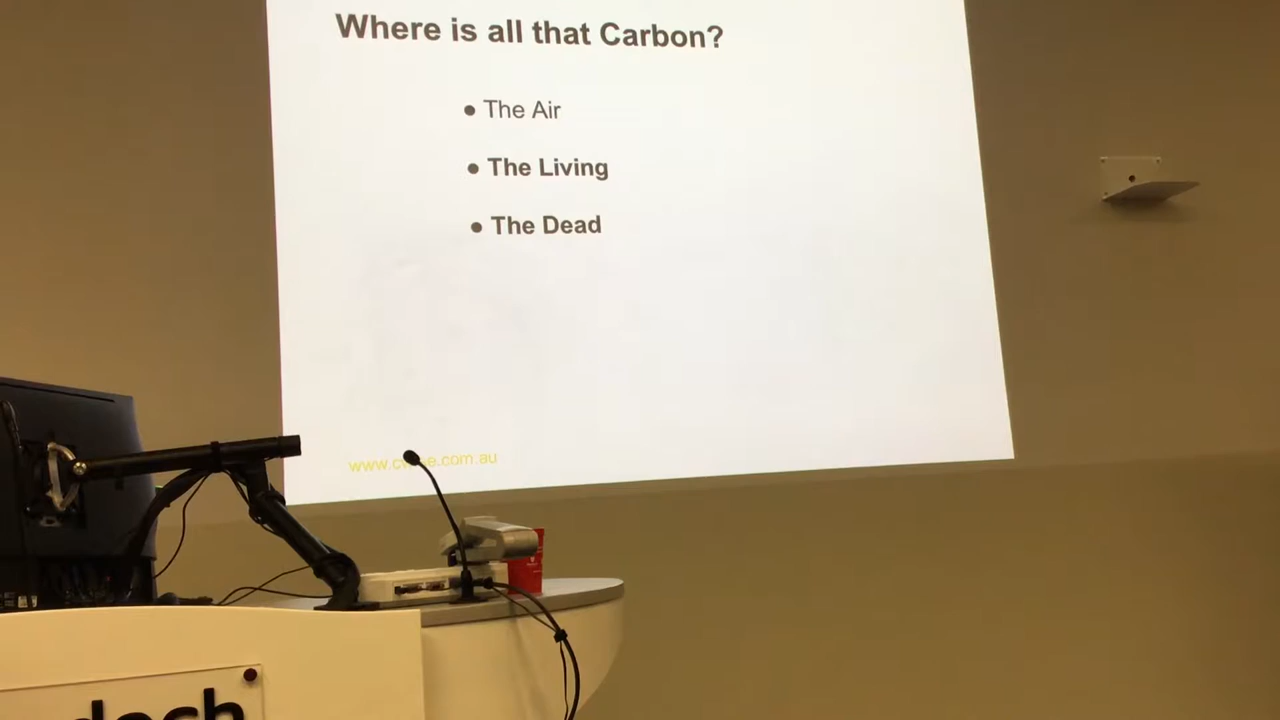 Where is all that Carbon?
● The Air
● The Living
● The Dead